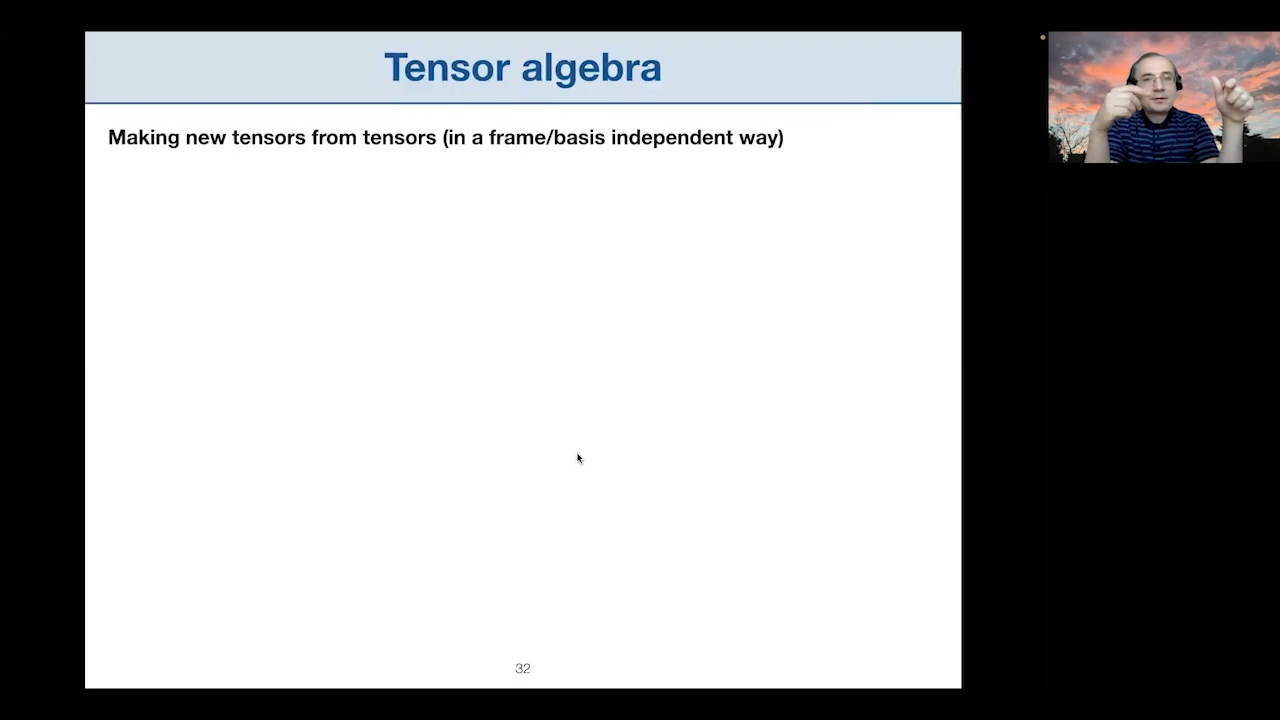 Tensor algebra
Making new tensors from tensors (in a frame/basis independent way)
32